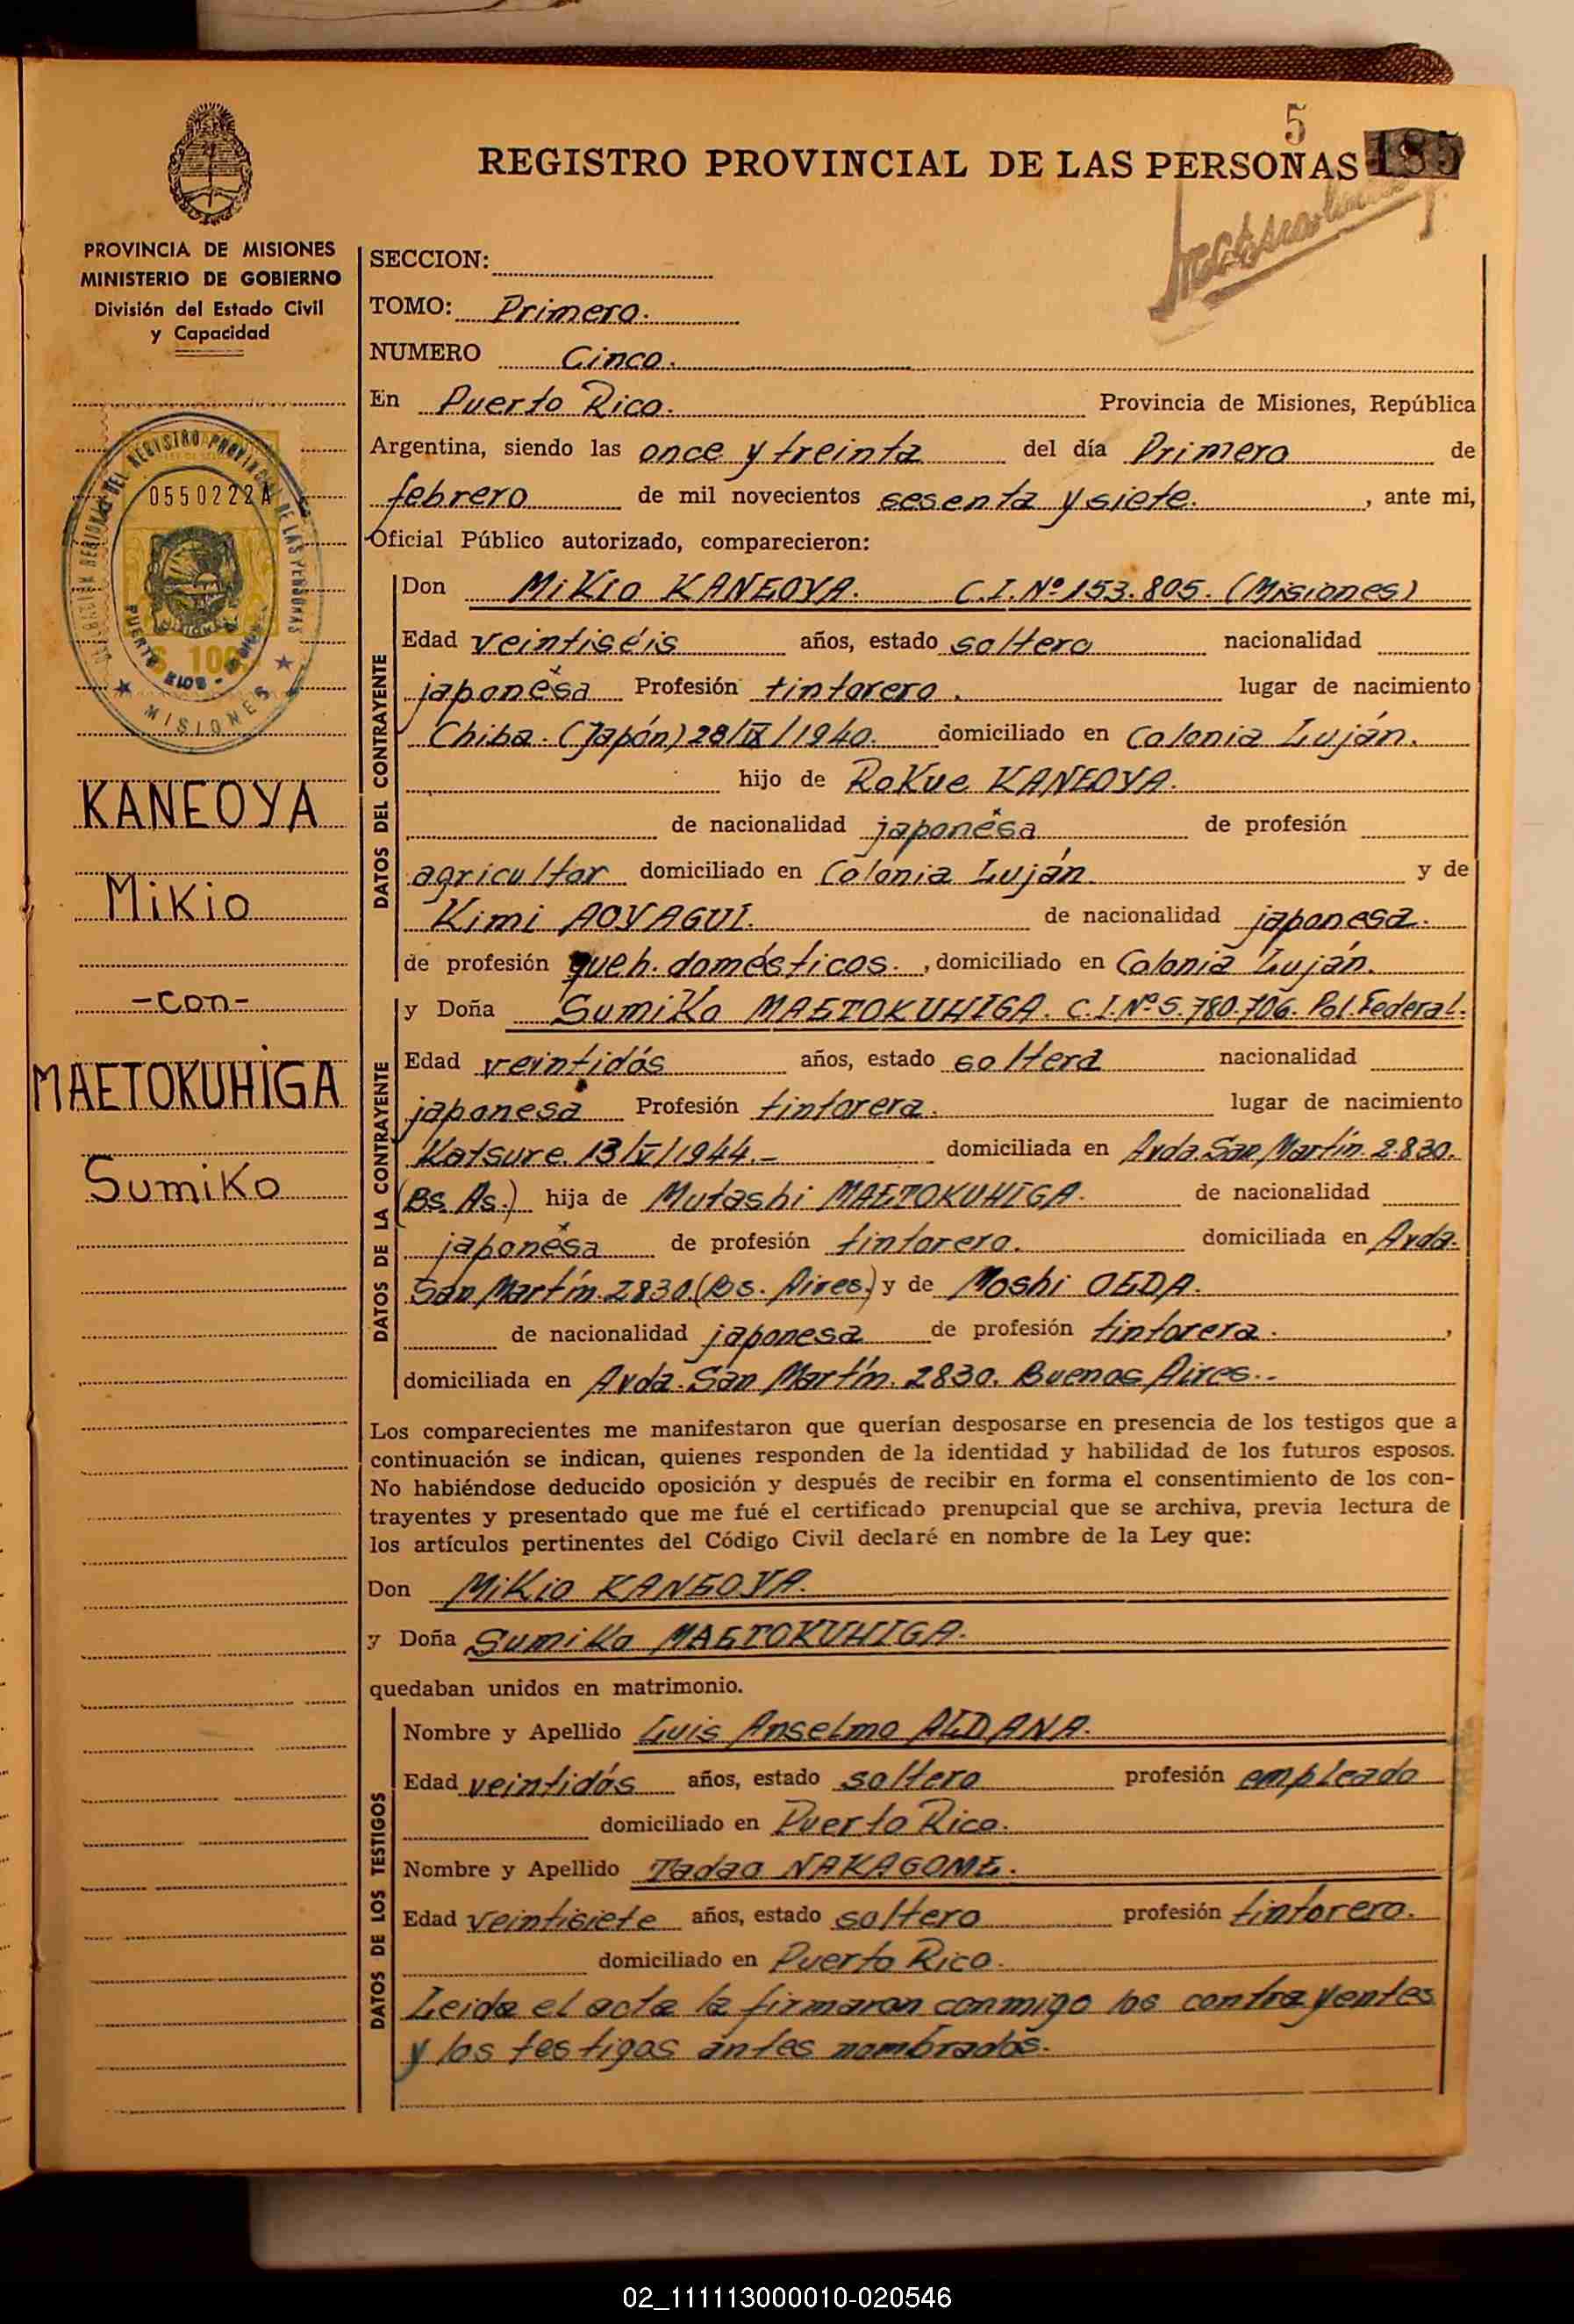 5
REGISTRO PROVINCIAL DE LAS PERSONAS 185
PROVINCIA DE MISIONES
MINISTERIO DE GOBIERNO
División del Estado Civil
y Capacidad
0550222A
MISIONES
KANEOYA
Mikio
-con-
MAETOKUHIGA
Sumiko
SECCION:
TOMO: Primero.
NUMERO Cinco.
En Puerto Rico. Provincia de Misiones, República
Argentina, siendo las once y treinta del día Primero de
febrero de mil novecientos sesenta y siete. , ante mi,
Oficial Público autorizado, comparecieron:
DATOS DEL CONTRAYENTE
Don Mikio KANEOYA. C.I. Nº 153.805. (Misiones)
Edad veintiséis años, estado soltero nacionalidad
japonésa Profesión tintorero. lugar de nacimiento
Chiba. (Japón) 28/IX/1940. domiciliado en Colonia Luján.
hijo de Rokue KANEOYA.
de nacionalidad japonésa de profesión
agricultor domiciliado en Colonia Luján. y de
Kimi AOYAGUI. de nacionalidad japonesa.
de profesión queh. domésticos. , domiciliado en Colonia Luján.
DATOS DE LA CONTRAYENTE
y Doña Sumiko MAETOKUHIGA. C.I. Nº 5.780.706. Pol. Federal.
Edad veintidós años, estado soltera nacionalidad
japonesa Profesión tintorera. lugar de nacimiento
Katsure. 13/V/1944.- domiciliada en Avda. San Martín. 2.830.
(Bs. As.) hija de Mutashi MAETOKUHIGA. de nacionalidad
japonésa de profesión tintorero. domiciliada en Avda.
San Martín. 2830. (Bs. Aires.) y de Moshi OEDA.
de nacionalidad japonesa de profesión tintorera. ,
domiciliada en Avda. San Martín. 2830. Buenos Aires.-
Los comparecientes me manifestaron que querían desposarse en presencia de los testigos que a
continuación se indican, quienes responden de la identidad y habilidad de los futuros esposos.
No habiéndose deducido oposición y después de recibir en forma el consentimiento de los con-
trayentes y presentado que me fué el certificado prenupcial que se archiva, previa lectura de
los artículos pertinentes del Código Civil declaré en nombre de la Ley que:
Don Mikio KANEOYA.
y Doña Sumiko MAETOKUHIGA.
quedaban unidos en matrimonio.
DATOS DE LOS TESTIGOS
Nombre y Apellido Luis Anselmo ALDANA.
Edad veintidós años, estado soltero profesión empleado
domiciliado en Puerto Rico.
Nombre y Apellido Tadao NAKAGOME.
Edad veintisiete años, estado soltero profesión tintorero.
domiciliado en Puerto Rico.
Leida el acta la firmaron conmigo los contrayentes
y los testigos antes nombrados.
02_111113000010-020546